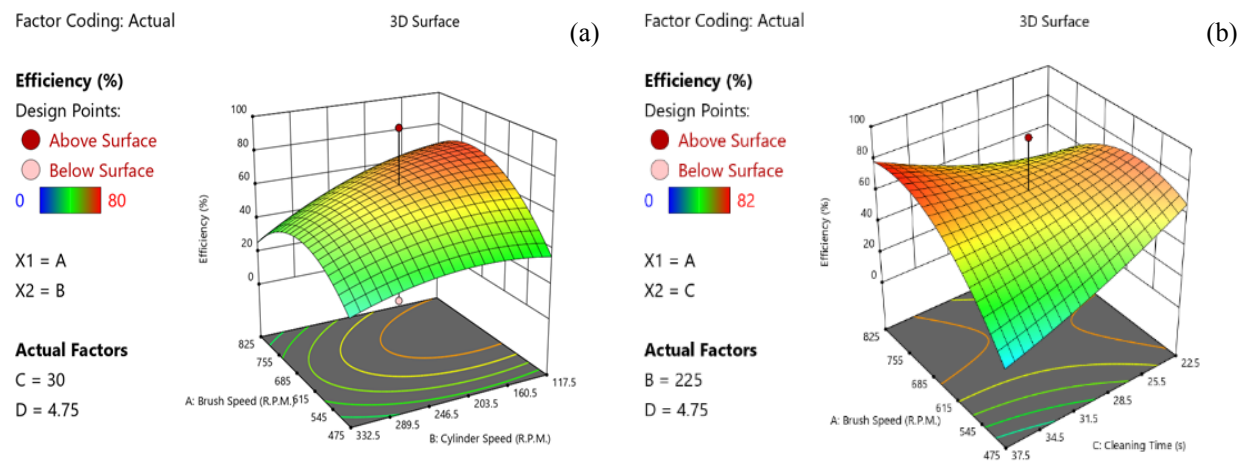 Factor Coding: Actual
3D Surface
(a)
Efficiency (%)
Design Points:
Above Surface
Below Surface
0 80
X1 = A
X2 = B
Actual Factors
C = 30
D = 4.75
Efficiency (%)
100
80
60
40
20
0
825
755
685
615
545
475
A: Brush Speed (R.P.M.)
332.5
289.5
246.5
203.5
160.5
117.5
B: Cylinder Speed (R.P.M.)
Factor Coding: Actual
3D Surface
(b)
Efficiency (%)
Design Points:
Above Surface
Below Surface
0 82
X1 = A
X2 = C
Actual Factors
B = 225
D = 4.75
Efficiency (%)
100
80
60
40
20
0
825
755
685
615
545
475
A: Brush Speed (R.P.M.)
37.5
34.5
31.5
28.5
25.5
22.5
C: Cleaning Time (s)